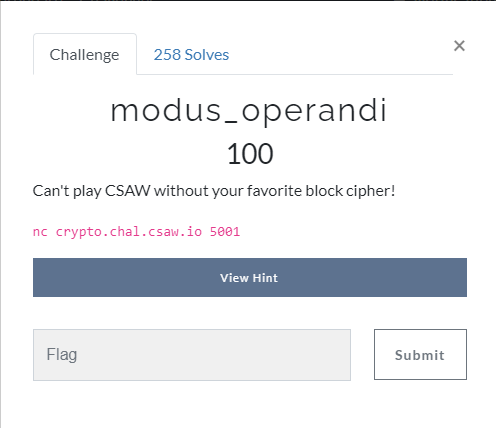 Challenge
258 Solves
×
modus_operandi
100
Can't play CSAW without your favorite block cipher!
nc crypto.chal.csaw.io 5001
View Hint
Flag
Submit